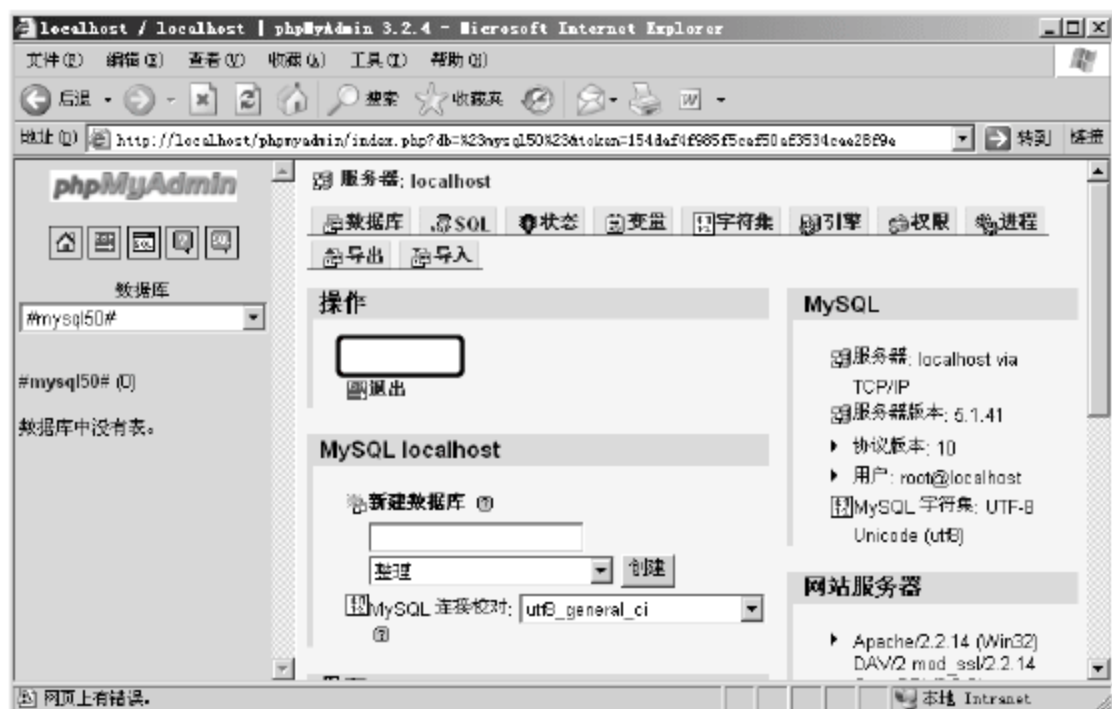 localhost / localhost | phpMyAdmin 3.2.4 - Microsoft Internet Explorer
文件(F) 编辑(E) 查看(V) 收藏(A) 工具(T) 帮助(H)
后退 搜索 收藏夹
地址(D) http://localhost/phpmyadmin/index.php?db=%23mysql50%23&token=154daf4f985f5caf50af3534cae28f9a 转到 链接
phpMyAdmin
数据库
#mysql50#
#mysql50# (0)
数据库中没有表。
服务器: localhost
数据库 SQL 状态 变量 字符集 引擎 权限 进程
导出 导入
操作
退出
MySQL localhost
新建数据库
整理 创建
MySQL 连接校对: utf8_general_ci
MySQL
服务器: localhost via
TCP/IP
服务器版本: 5.1.41
协议版本: 10
用户: root@localhost
MySQL 字符集: UTF-8
Unicode (utf8)
网站服务器
Apache/2.2.14 (Win32)
DAV/2 mod_ssl/2.2.14
网页上有错误。
本地 Intranet